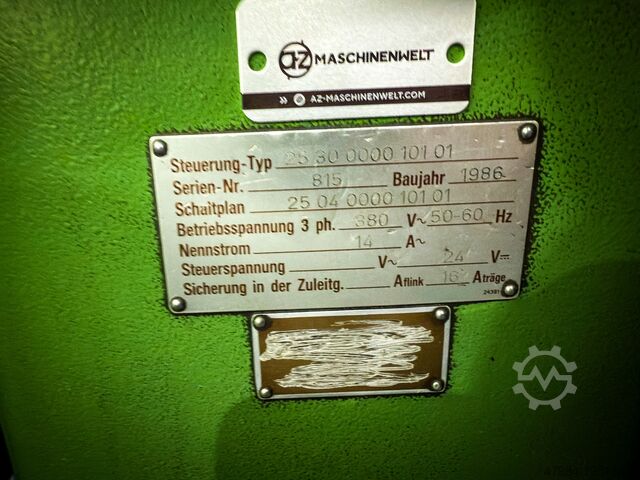 az MASCHINENWELT
>> AZ-MASCHINENWELT.COM
Steuerung-Typ 25 30 0000 101 01
Serien-Nr. 815 Baujahr 1986
Schaltplan 25 04 0000 101 01
Betriebsspannung 3 ph. 380 V~ 50-60 Hz
Nennstrom 14 A~
Steuerspannung V~ 24 V⎓
Sicherung in der Zuleitg. Aflink 16 Aträge